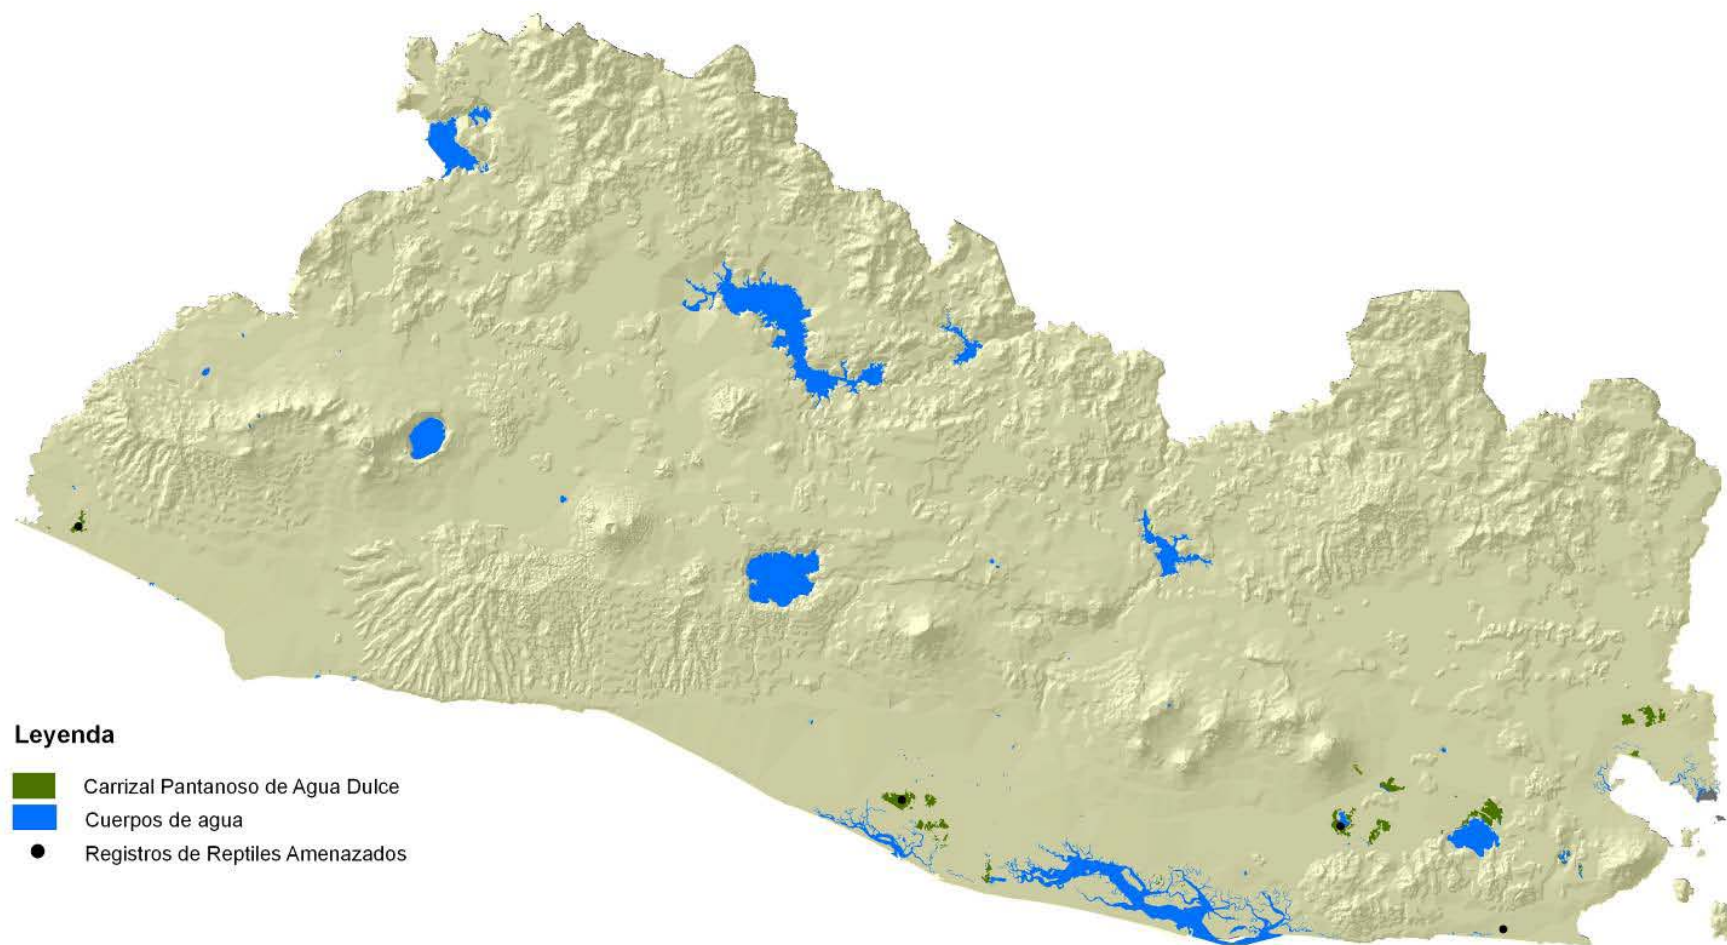 Leyenda
Carrizal Pantanoso de Agua Dulce
Cuerpos de agua
Registros de Reptiles Amenazados